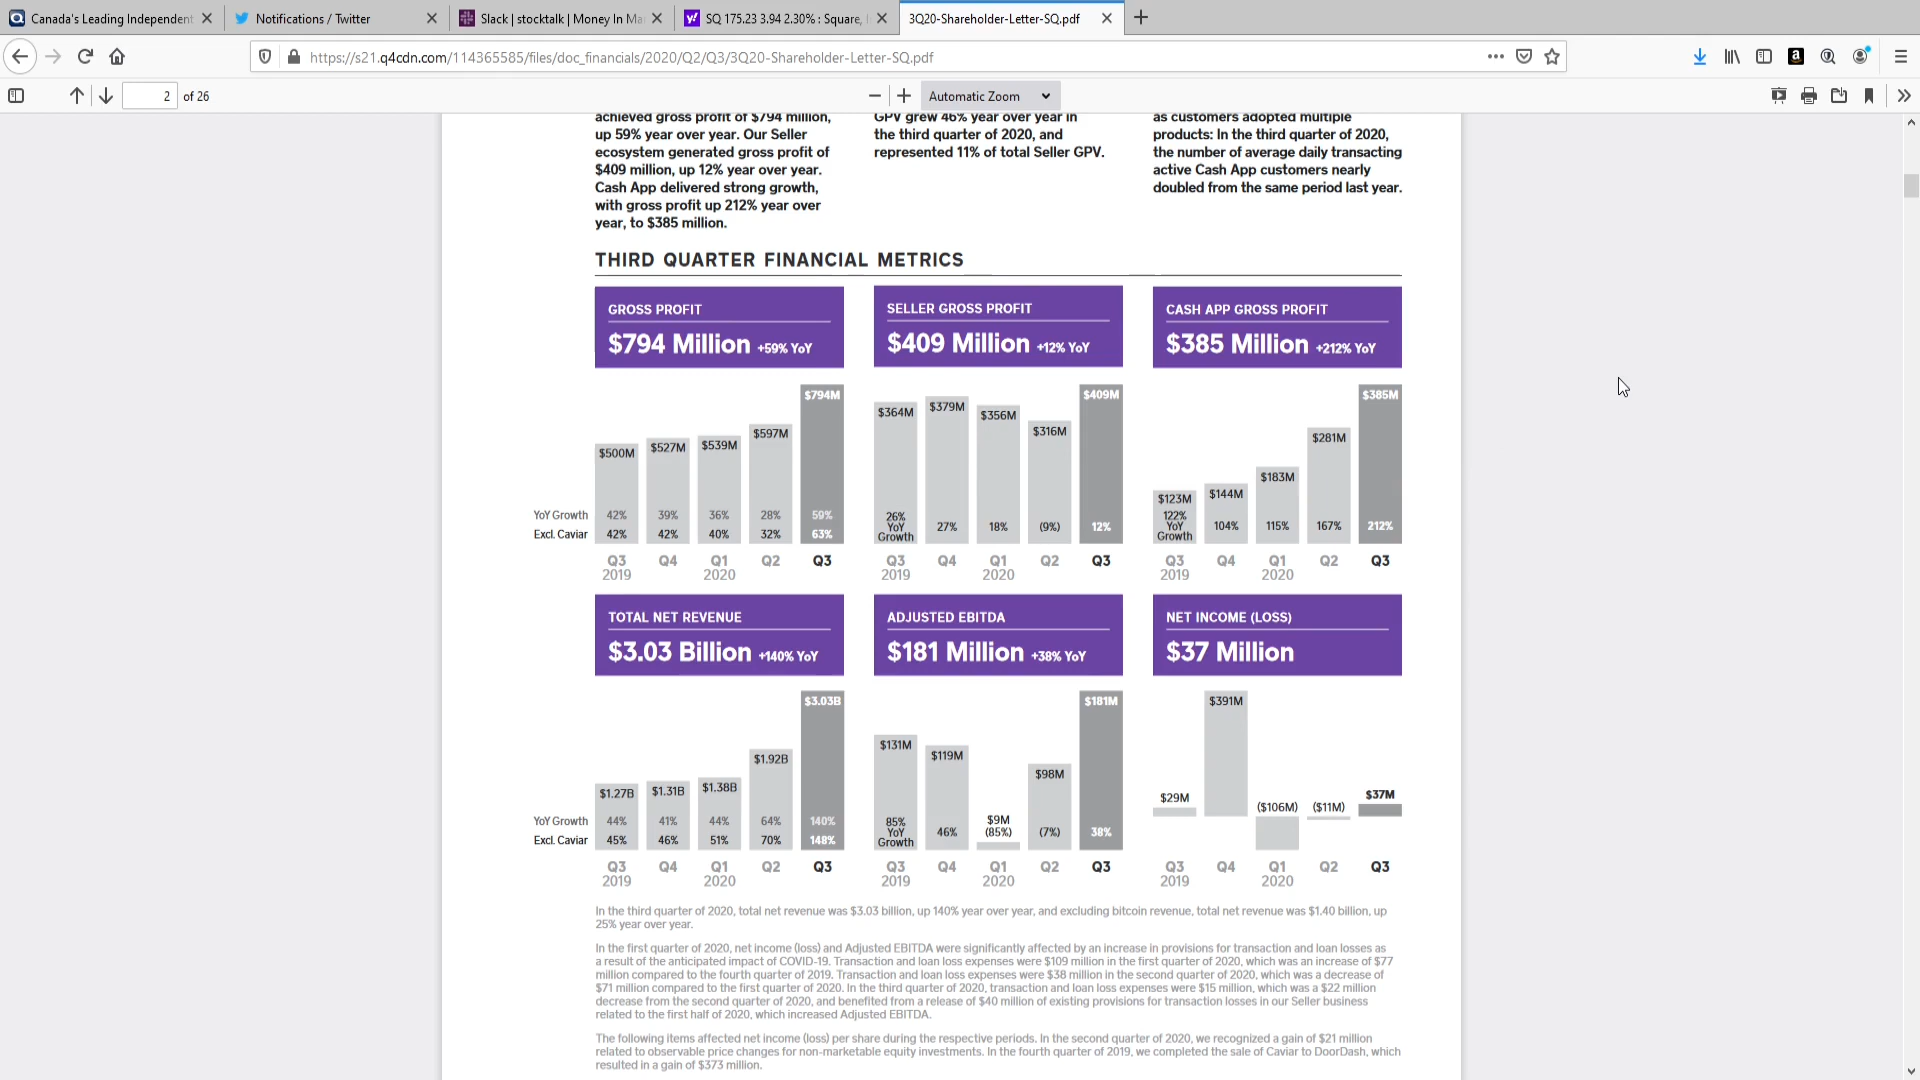 Canada's Leading Independent
Notifications / Twitter
Slack | stocktalk | Money In Ma
SQ 175.23 3.94 2.30% : Square,
3Q20-Shareholder-Letter-SQ.pdf
https://s21.q4cdn.com/114365585/files/doc_financials/2020/Q2/Q3/3Q20-Shareholder-Letter-SQ.pdf
2 of 26
Automatic Zoom
achieved gross profit of $794 million,
up 59% year over year. Our Seller
ecosystem generated gross profit of
$409 million, up 12% year over year.
Cash App delivered strong growth,
with gross profit up 212% year over
year, to $385 million.
GPV grew 46% year over year in
the third quarter of 2020, and
represented 11% of total Seller GPV.
as customers adopted multiple
products: In the third quarter of 2020,
the number of average daily transacting
active Cash App customers nearly
doubled from the same period last year.
THIRD QUARTER FINANCIAL METRICS
GROSS PROFIT
$794 Million +59% YoY
$500M $527M $539M $597M $794M
YoY Growth 42% 39% 36% 28% 59%
Excl. Caviar 42% 42% 40% 32% 63%
Q3 Q4 Q1 Q2 Q3
2019 2020
SELLER GROSS PROFIT
$409 Million +12% YoY
$364M $379M $356M $316M $409M
26%
YoY
Growth
27% 18% (9%) 12%
Q3 Q4 Q1 Q2 Q3
2019 2020
CASH APP GROSS PROFIT
$385 Million +212% YoY
$123M $144M $183M $281M $385M
122%
YoY
Growth
104% 115% 167% 212%
Q3 Q4 Q1 Q2 Q3
2019 2020
TOTAL NET REVENUE
$3.03 Billion +140% YoY
$1.27B $1.31B $1.38B $1.92B $3.03B
YoY Growth 44% 41% 44% 64% 140%
Excl. Caviar 45% 46% 51% 70% 148%
Q3 Q4 Q1 Q2 Q3
2019 2020
ADJUSTED EBITDA
$181 Million +38% YoY
$131M $119M $9M $98M $181M
85%
YoY
Growth
46% (85%) (7%) 38%
Q3 Q4 Q1 Q2 Q3
2019 2020
NET INCOME (LOSS)
$37 Million
$29M $391M ($106M) ($11M) $37M
Q3 Q4 Q1 Q2 Q3
2019 2020
In the third quarter of 2020, total net revenue was $3.03 billion, up 140% year over year, and excluding bitcoin revenue, total net revenue was $1.40 billion, up
25% year over year.
In the first quarter of 2020, net income (loss) and Adjusted EBITDA were significantly affected by an increase in provisions for transaction and loan losses as
a result of the anticipated impact of COVID-19. Transaction and loan loss expenses were $109 million in the first quarter of 2020, which was an increase of $77
million compared to the fourth quarter of 2019. Transaction and loan loss expenses were $38 million in the second quarter of 2020, which was a decrease of
$71 million compared to the first quarter of 2020. In the third quarter of 2020, transaction and loan loss expenses were $15 million, which was a $22 million
decrease from the second quarter of 2020, and benefited from a release of $40 million of existing provisions for transaction losses in our Seller business
related to the first half of 2020, which increased Adjusted EBITDA.
The following items affected net income (loss) per share during the respective periods. In the second quarter of 2020, we recognized a gain of $21 million
related to observable price changes for non-marketable equity investments. In the fourth quarter of 2019, we completed the sale of Caviar to DoorDash, which
resulted in a gain of $373 million.